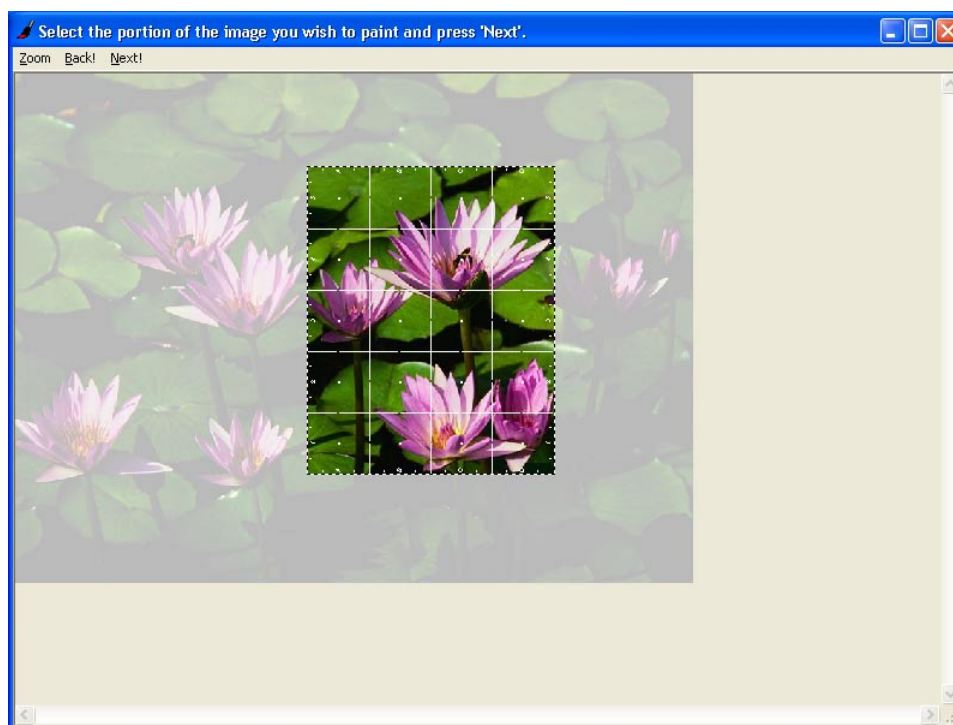 Select the portion of the image you wish to paint and press 'Next'.
Zoom Back! Next!